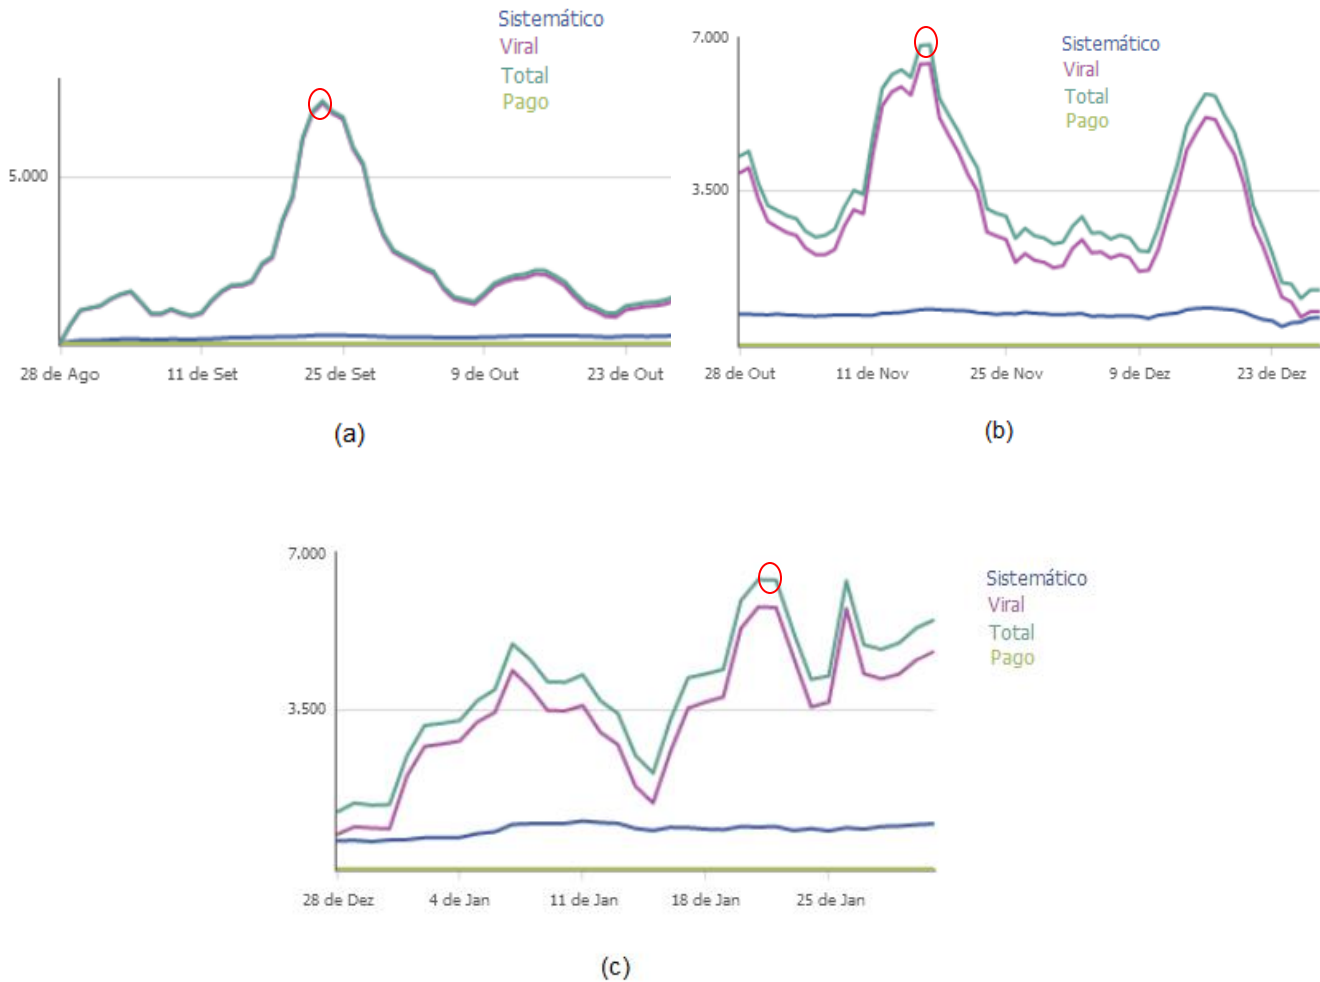 Sistemático
Viral
Total
Pago
5.000
28 de Ago
11 de Set
25 de Set
9 de Out
23 de Out
(a)
7.000
Sistemático
Viral
Total
Pago
3.500
28 de Out
11 de Nov
25 de Nov
9 de Dez
23 de Dez
(b)
7.000
Sistemático
Viral
Total
Pago
3.500
28 de Dez
4 de Jan
11 de Jan
18 de Jan
25 de Jan
(c)